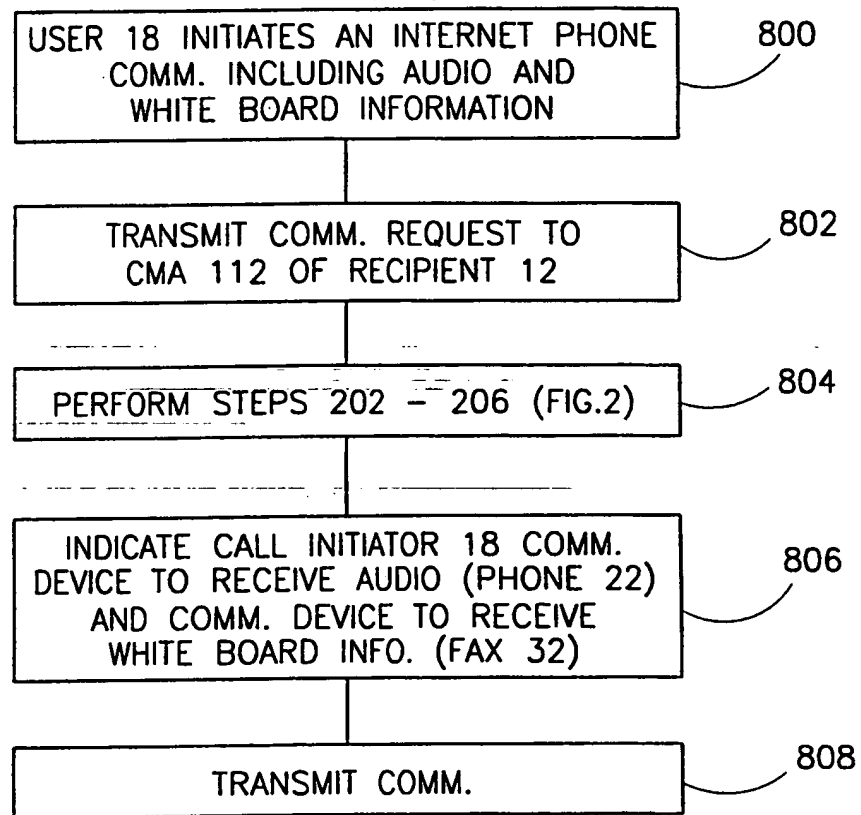 USER 18 INITIATES AN INTERNET PHONE
COMM. INCLUDING AUDIO AND
WHITE BOARD INFORMATION
800
TRANSMIT COMM. REQUEST TO
CMA 112 OF RECIPIENT 12
802
PERFORM STEPS 202 - 206 (FIG.2)
804
INDICATE CALL INITIATOR 18 COMM.
DEVICE TO RECEIVE AUDIO (PHONE 22)
AND COMM. DEVICE TO RECEIVE
WHITE BOARD INFO. (FAX 32)
806
TRANSMIT COMM.
808